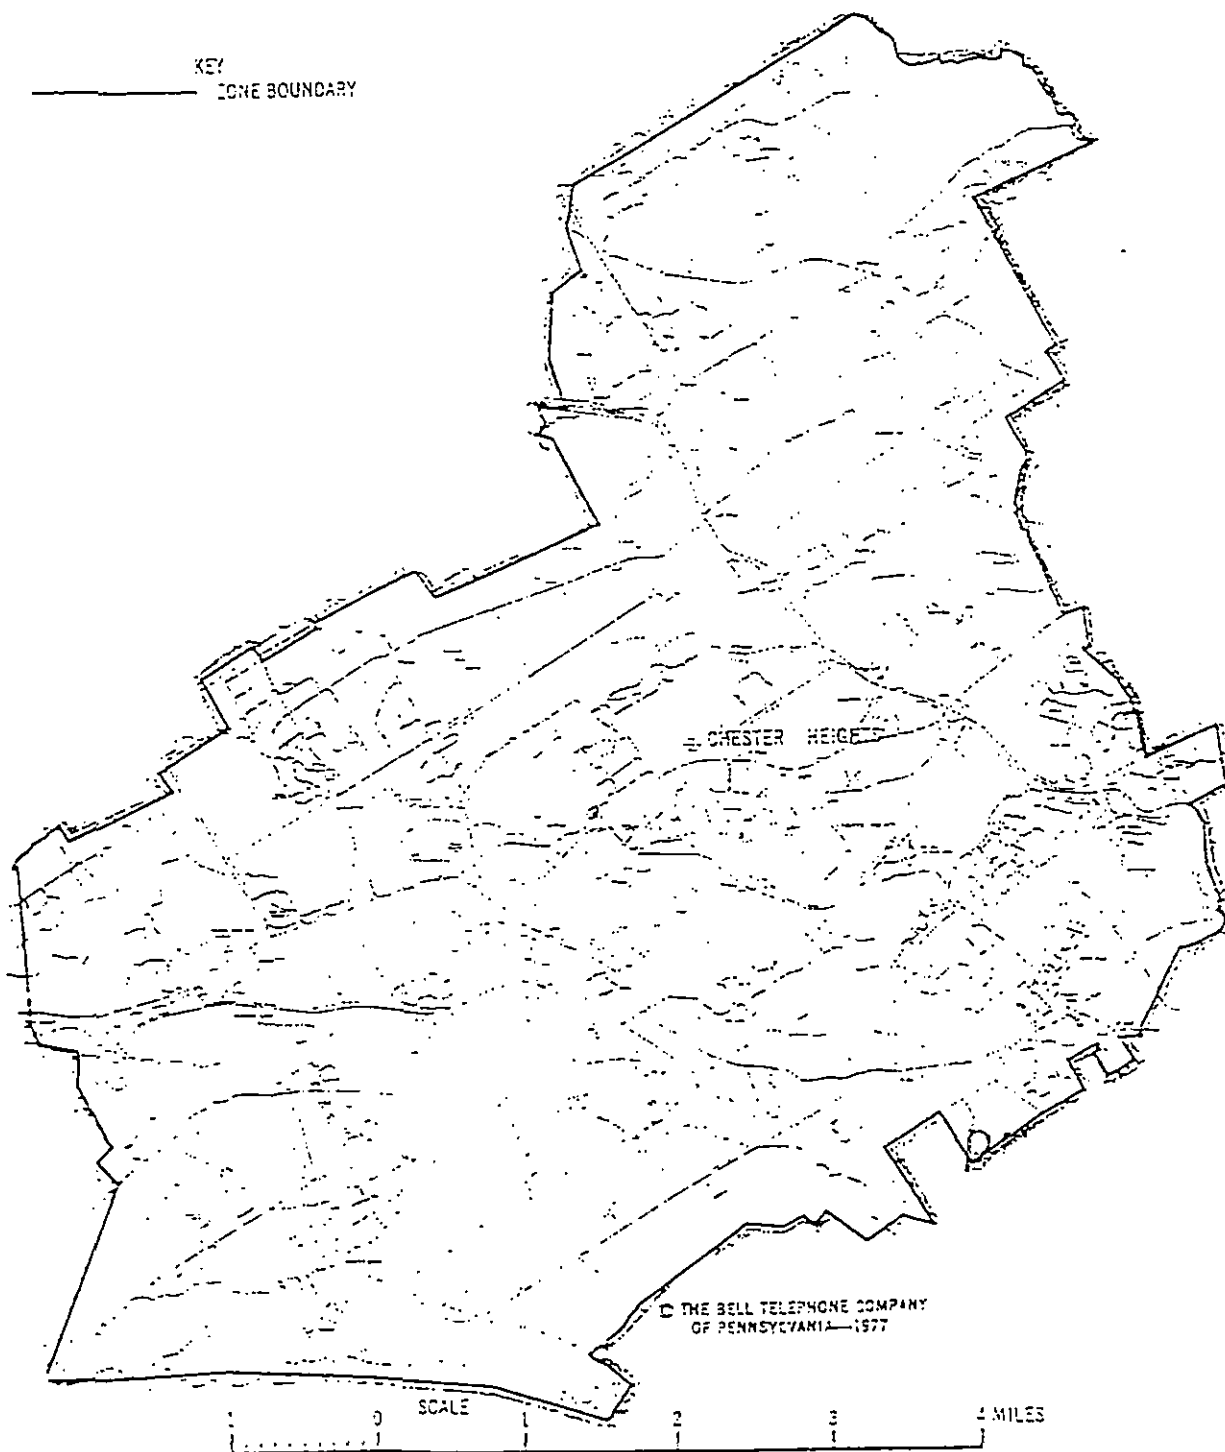 KEY
ZONE BOUNDARY
CHESTER HEIGHTS
© THE BELL TELEPHONE COMPANY
OF PENNSYLVANIA—1977
SCALE
1 0 1 2 3 4 MILES